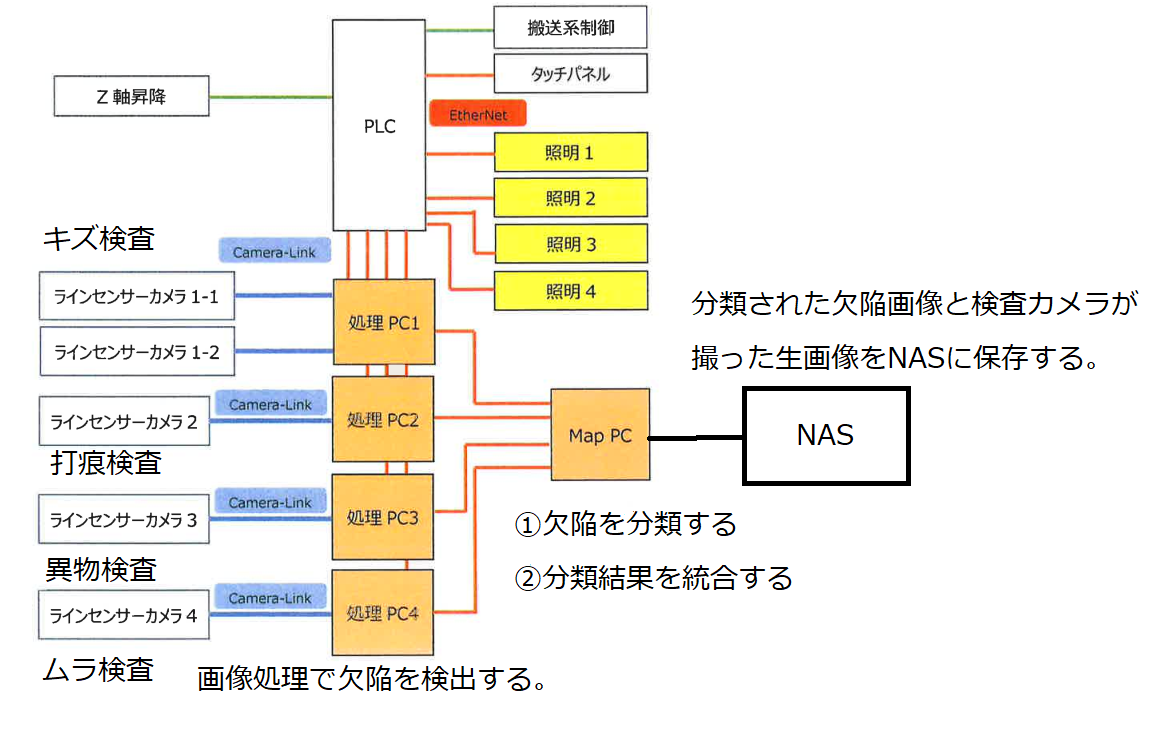 搬送系制御
タッチパネル
Z 軸昇降
PLC
EtherNet
照明 1
照明 2
照明 3
照明 4
キズ検査
Camera-Link
ラインセンサーカメラ 1-1
ラインセンサーカメラ 1-2
処理 PC1
分類された欠陥画像と検査カメラが
撮った生画像をNASに保存する。
Camera-Link
ラインセンサーカメラ 2
処理 PC2
打痕検査
Map PC
NAS
Camera-Link
ラインセンサーカメラ 3
処理 PC3
異物検査
①欠陥を分類する
②分類結果を統合する
Camera-Link
ラインセンサーカメラ 4
処理 PC4
ムラ検査
画像処理で欠陥を検出する。